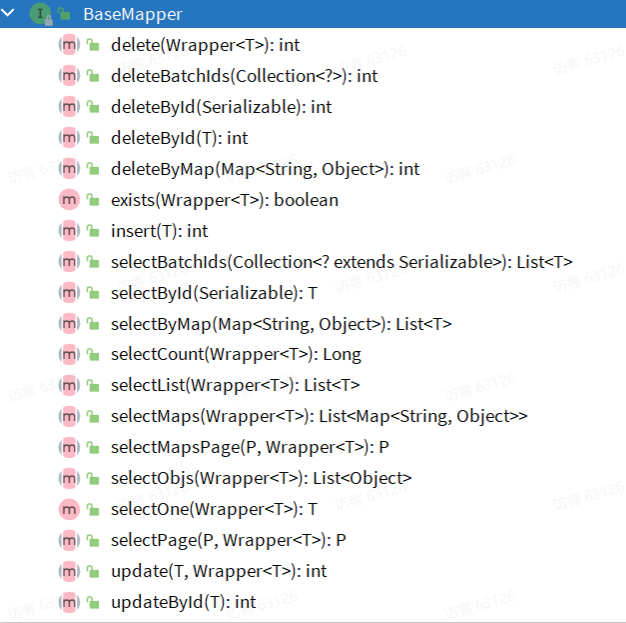 BaseMapper
delete(Wrapper<T>): int
deleteBatchIds(Collection<?>): int
deleteById(Serializable): int
deleteById(T): int
deleteByMap(Map<String, Object>): int
exists(Wrapper<T>): boolean
insert(T): int
selectBatchIds(Collection<? extends Serializable>): List<T>
selectById(Serializable): T
selectByMap(Map<String, Object>): List<T>
selectCount(Wrapper<T>): Long
selectList(Wrapper<T>): List<T>
selectMaps(Wrapper<T>): List<Map<String, Object>>
selectMapsPage(P, Wrapper<T>): P
selectObjs(Wrapper<T>): List<Object>
selectOne(Wrapper<T>): T
selectPage(P, Wrapper<T>): P
update(T, Wrapper<T>): int
updateById(T): int
访客 63126